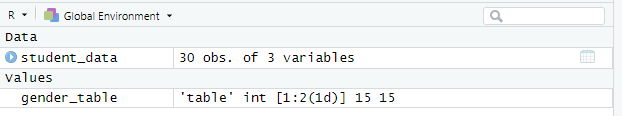 R Global Environment
Data
student_data 30 obs. of 3 variables
Values
gender_table 'table' int [1:2(1d)] 15 15